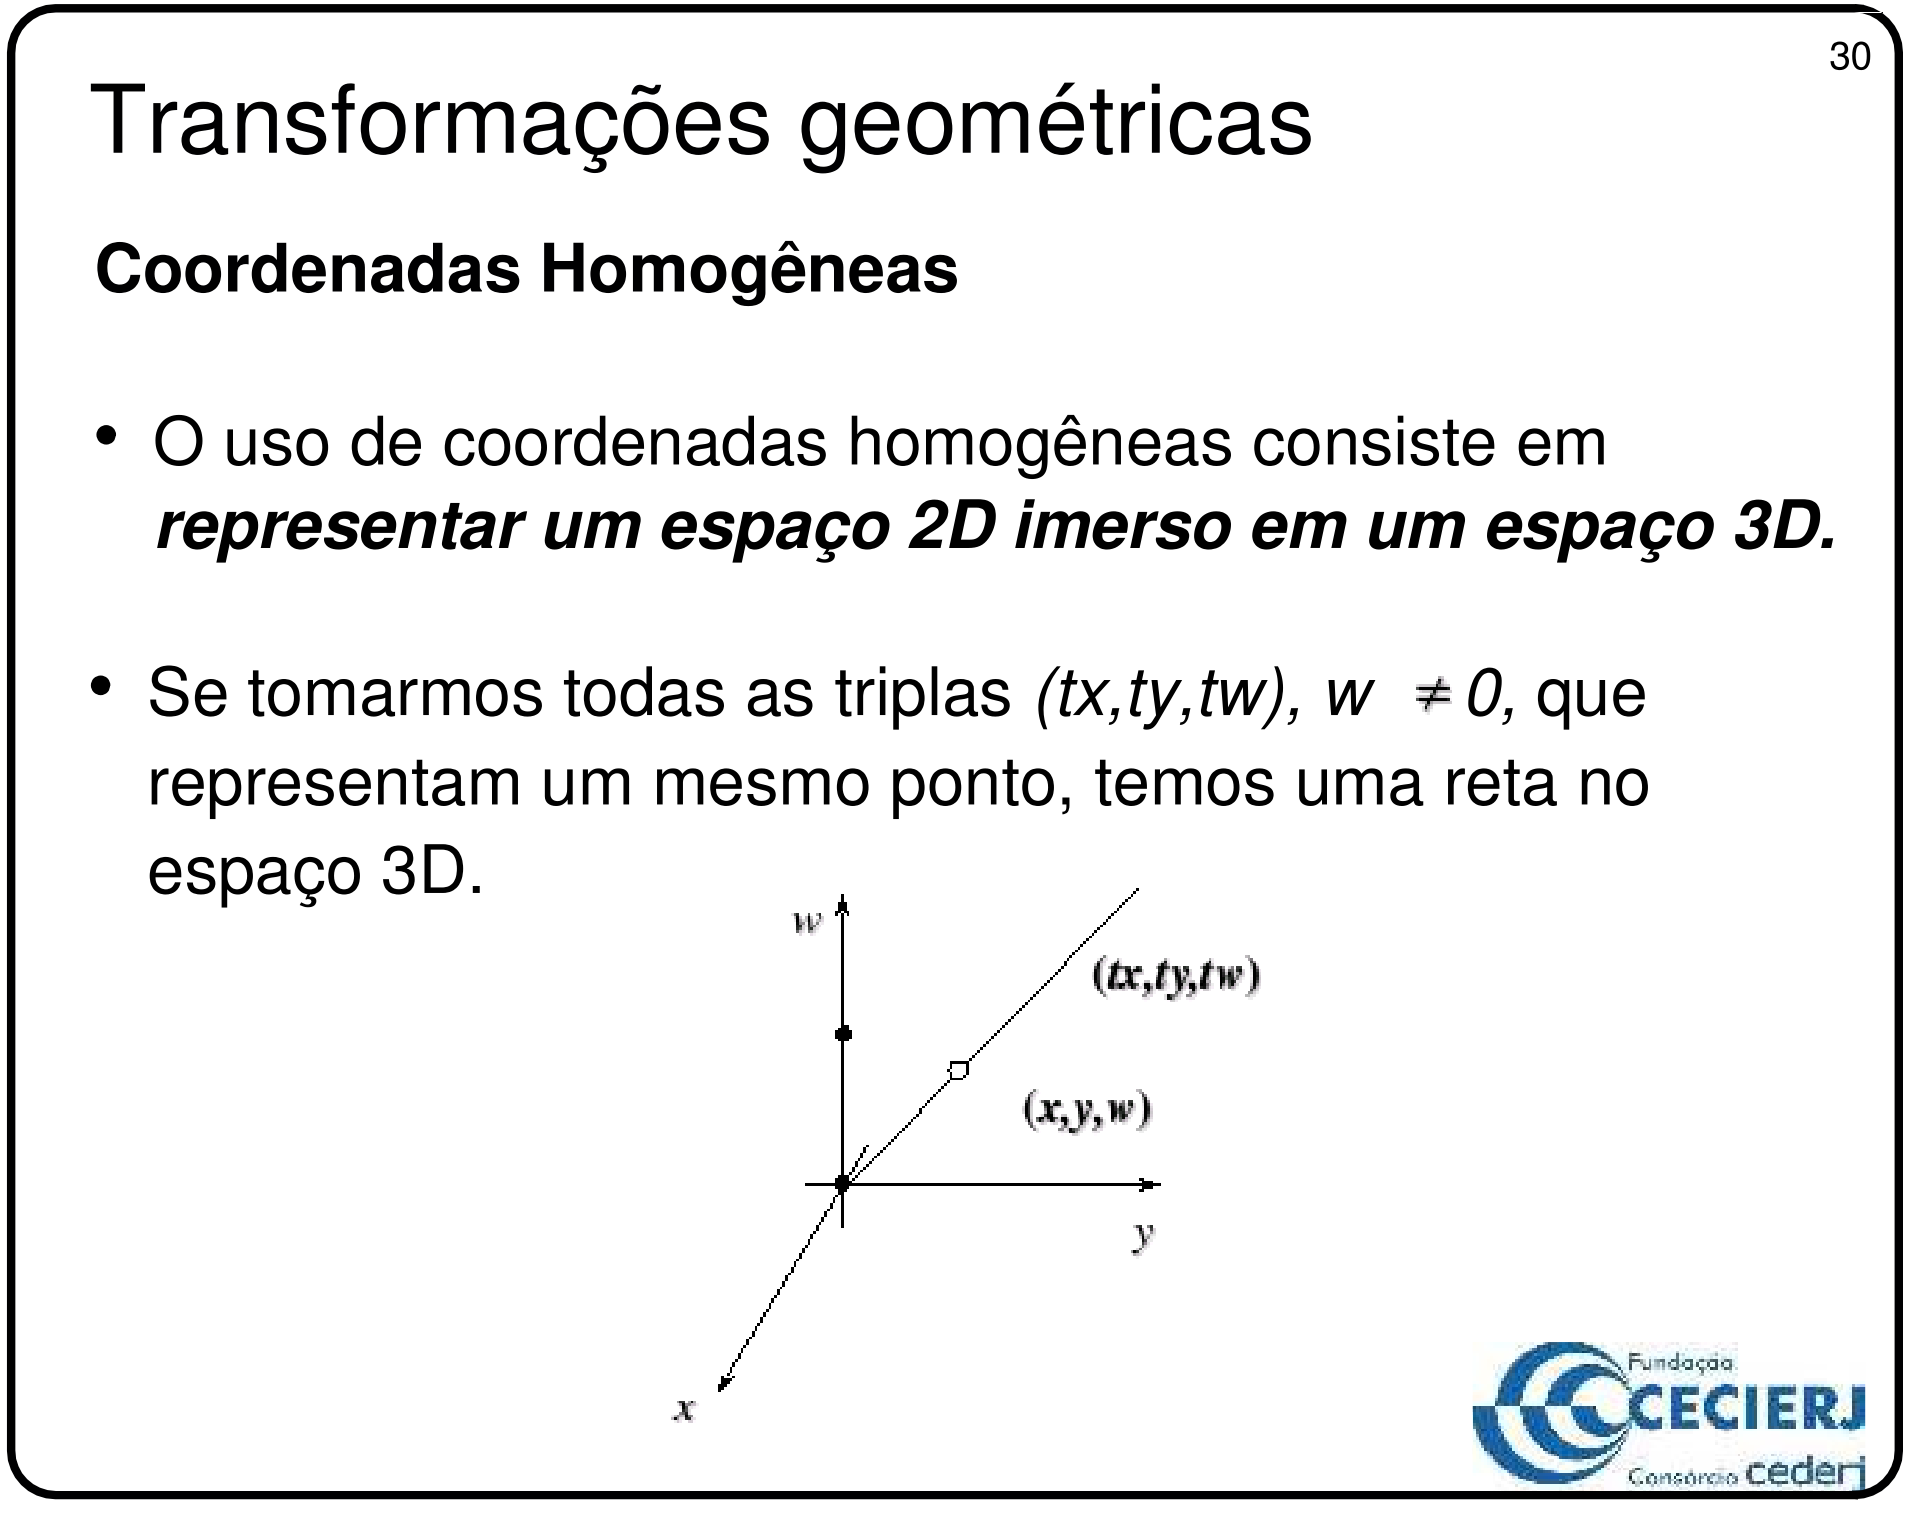 30
Transformações geométricas
Coordenadas Homogêneas
• O uso de coordenadas homogêneas consiste em
representar um espaço 2D imerso em um espaço 3D.
• Se tomarmos todas as triplas (tx,ty,tw), w ≠ 0, que
representam um mesmo ponto, temos uma reta no
espaço 3D.
w
(tx,ty,tw)
(x,y,w)
y
x
Fundação
CECIERJ
Consórcio cederj